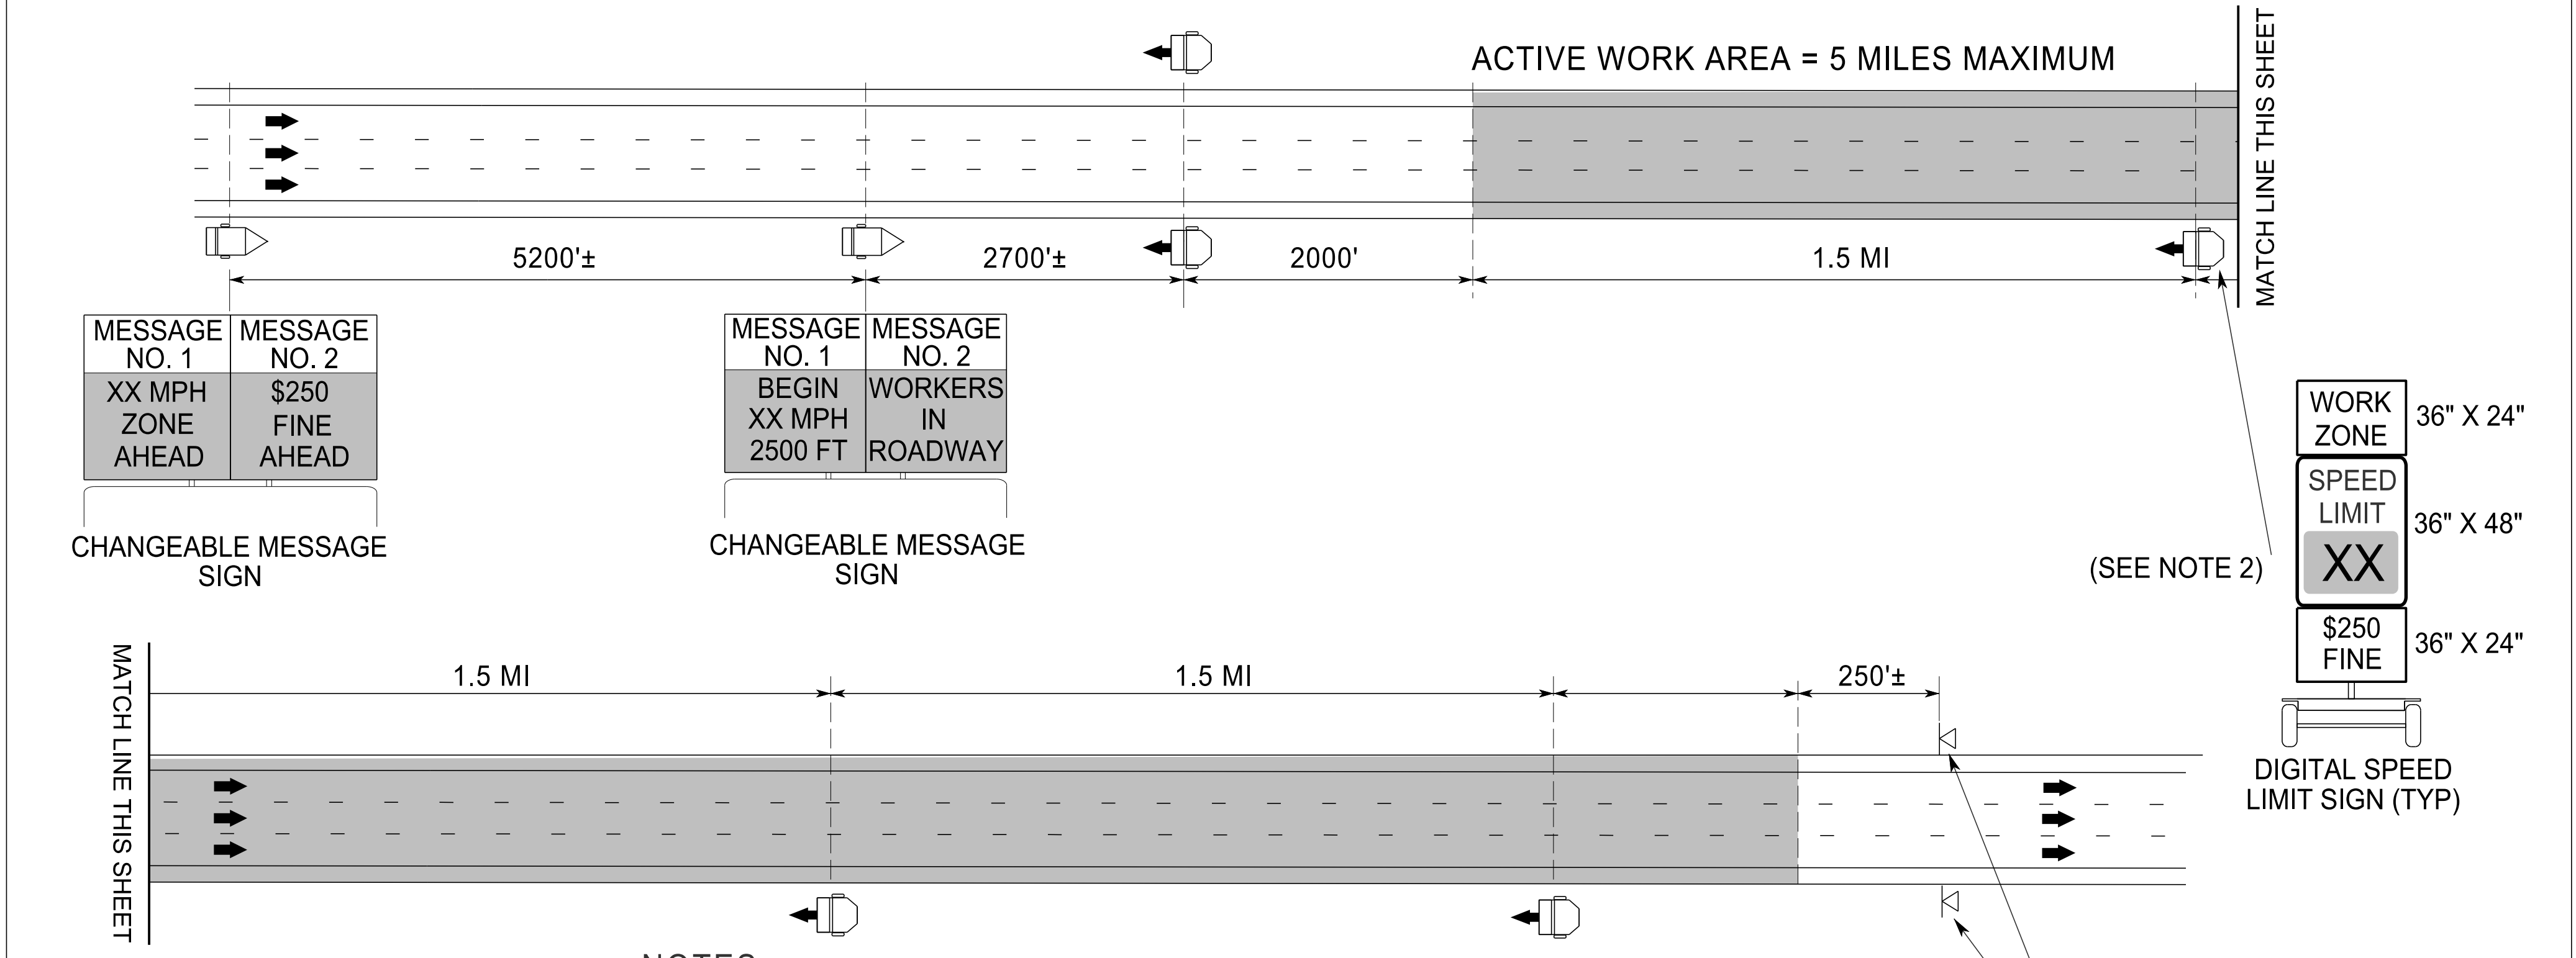 ACTIVE WORK AREA = 5 MILES MAXIMUM
MATCH LINE THIS SHEET
5200'±
2700'±
2000'
1.5 MI
MESSAGE NO. 1
MESSAGE NO. 2
XX MPH
ZONE
AHEAD
$250
FINE
AHEAD
CHANGEABLE MESSAGE
SIGN
MESSAGE NO. 1
MESSAGE NO. 2
BEGIN
XX MPH
2500 FT
WORKERS
IN
ROADWAY
CHANGEABLE MESSAGE
SIGN
(SEE NOTE 2)
WORK
ZONE
36" X 24"
SPEED
LIMIT
XX
36" X 48"
$250
FINE
36" X 24"
DIGITAL SPEED
LIMIT SIGN (TYP)
MATCH LINE THIS SHEET
1.5 MI
1.5 MI
250'±
NOTES